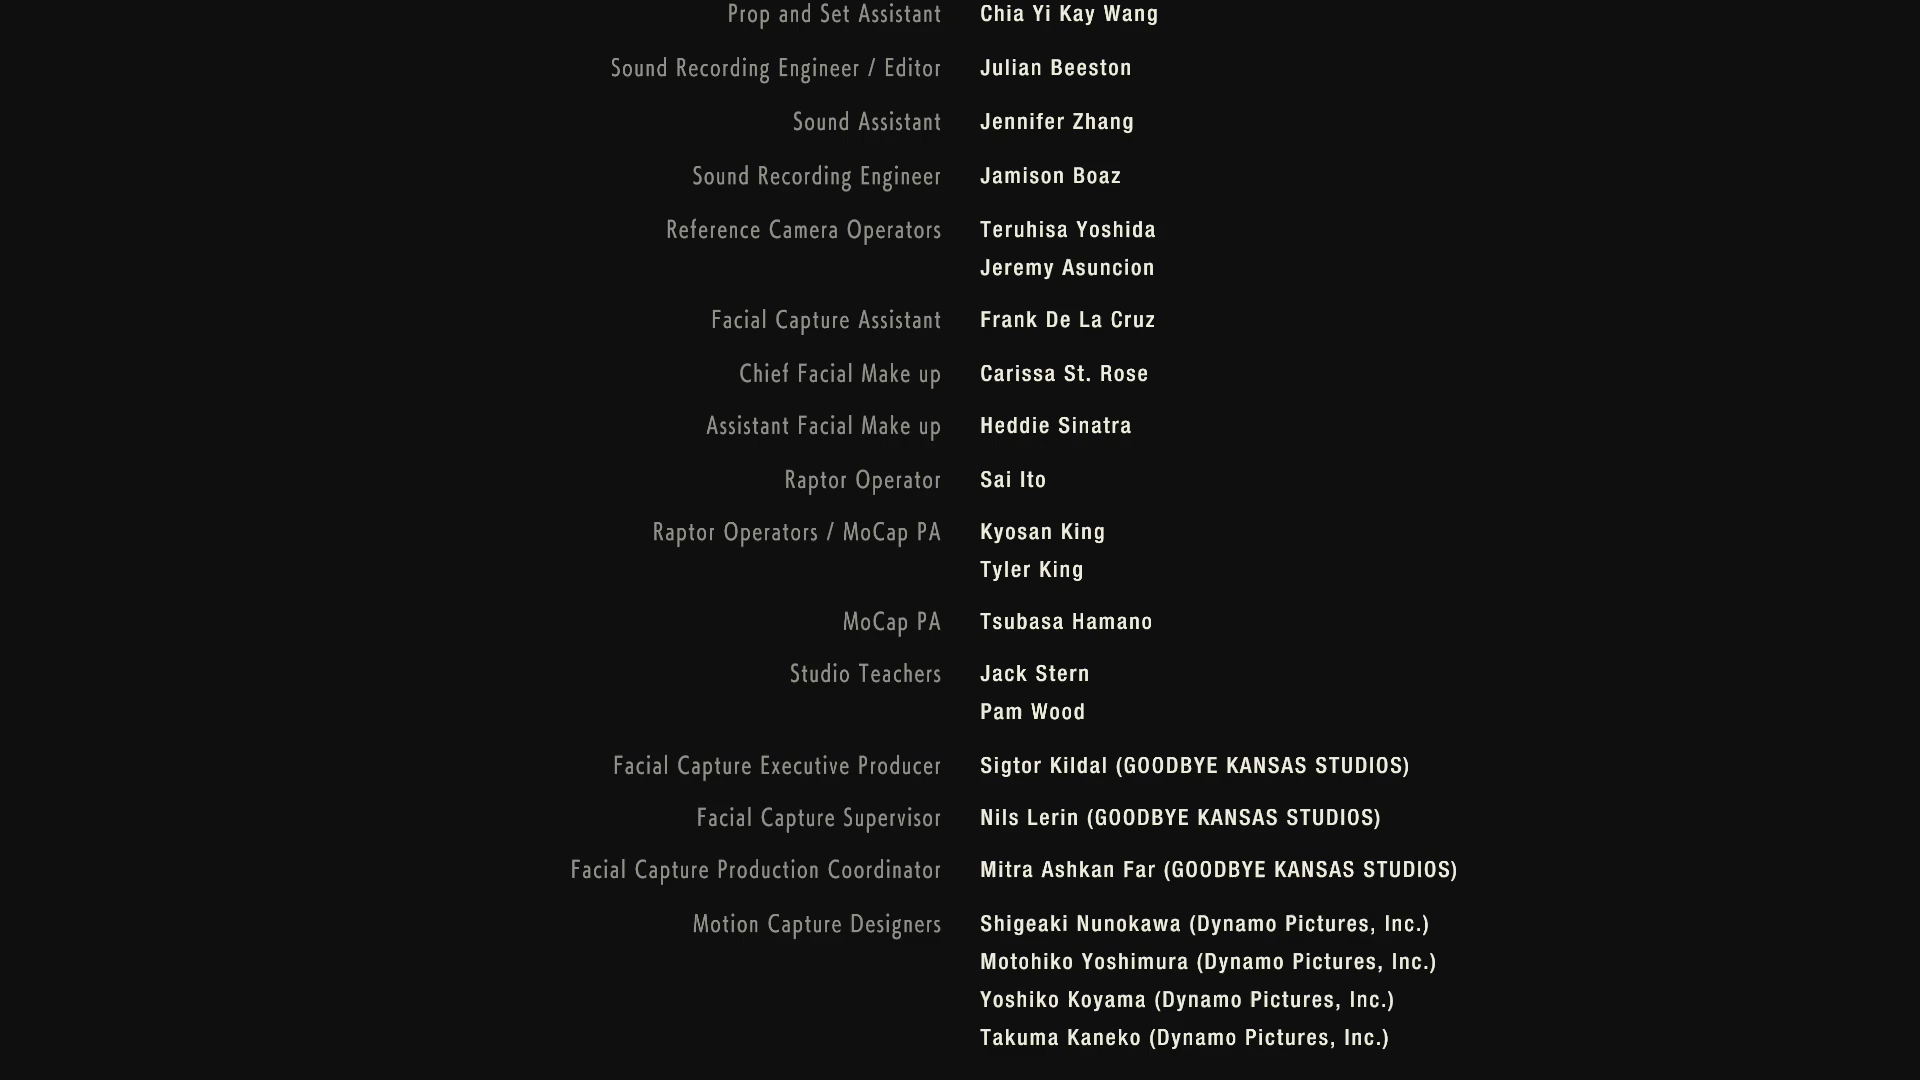 Prop and Set Assistant Chia Yi Kay Wang
Sound Recording Engineer / Editor Julian Beeston
Sound Assistant Jennifer Zhang
Sound Recording Engineer Jamison Boaz
Reference Camera Operators Teruhisa Yoshida
Jeremy Asuncion
Facial Capture Assistant Frank De La Cruz
Chief Facial Make up Carissa St. Rose
Assistant Facial Make up Heddie Sinatra
Raptor Operator Sai Ito
Raptor Operators / MoCap PA Kyosan King
Tyler King
MoCap PA Tsubasa Hamano
Studio Teachers Jack Stern
Pam Wood
Facial Capture Executive Producer Sigtor Kildal (GOODBYE KANSAS STUDIOS)
Facial Capture Supervisor Nils Lerin (GOODBYE KANSAS STUDIOS)
Facial Capture Production Coordinator Mitra Ashkan Far (GOODBYE KANSAS STUDIOS)
Motion Capture Designers Shigeaki Nunokawa (Dynamo Pictures, Inc.)
Motohiko Yoshimura (Dynamo Pictures, Inc.)
Yoshiko Koyama (Dynamo Pictures, Inc.)
Takuma Kaneko (Dynamo Pictures, Inc.)